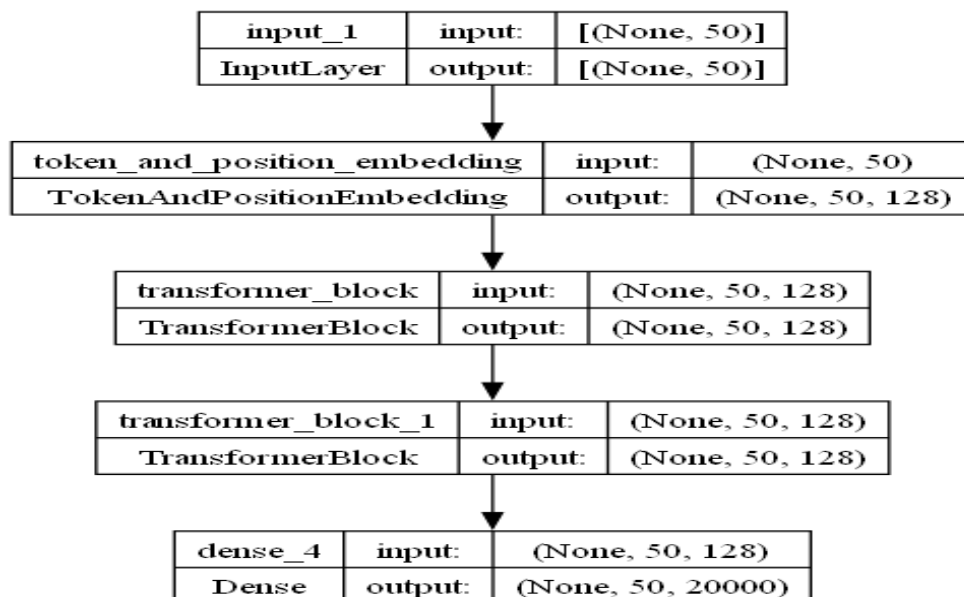 input_1 input: [(None, 50)]
InputLayer output: [(None, 50)]
token_and_position_embedding input: (None, 50)
TokenAndPositionEmbedding output: (None, 50, 128)
transformer_block input: (None, 50, 128)
TransformerBlock output: (None, 50, 128)
transformer_block_1 input: (None, 50, 128)
TransformerBlock output: (None, 50, 128)
dense_4 input: (None, 50, 128)
Dense output: (None, 50, 20000)